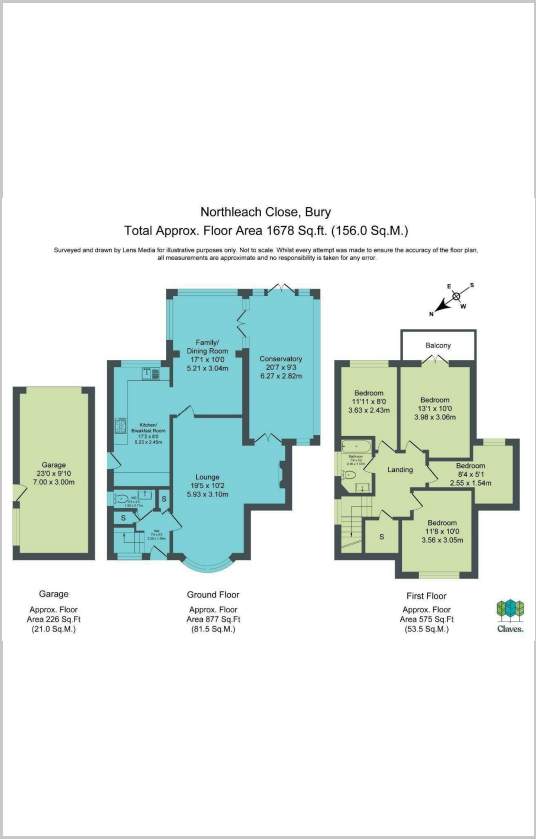 Northleach Close, Bury
Total Approx. Floor Area 1678 Sq.ft. (156.0 Sq.M.)
Surveyed and drawn by Lens Media for illustrative purposes only. Not to scale. Whilst every attempt was made to ensure the accuracy of the floor plan,
all measurements are approximate and no responsibility is taken for any error.
E
S
N
W
Balcony
Family/
Dining Room
17'1 x 10'0
5.21 x 3.04m
Conservatory
20'7 x 9'3
6.27 x 2.82m
Bedroom
11'11 x 8'0
3.63 x 2.43m
Bedroom
13'1 x 10'0
3.98 x 3.06m
Kitchen/
Breakfast Room
17'2 x 8'0
5.23 x 2.45m
Garage
23'0 x 9'10
7.00 x 3.00m
Lounge
19'5 x 10'2
5.93 x 3.10m
Bathroom
Landing
Bedroom
8'4 x 5'1
2.55 x 1.54m
WC
S
S
Hall
Bedroom
11'8 x 10'0
3.56 x 3.05m
S
Garage
Approx. Floor
Area 226 Sq.Ft
(21.0 Sq.M.)
Ground Floor
Approx. Floor
Area 877 Sq.Ft
(81.5 Sq.M.)
First Floor
Approx. Floor
Area 575 Sq.Ft
(53.5 Sq.M.)
Claves.